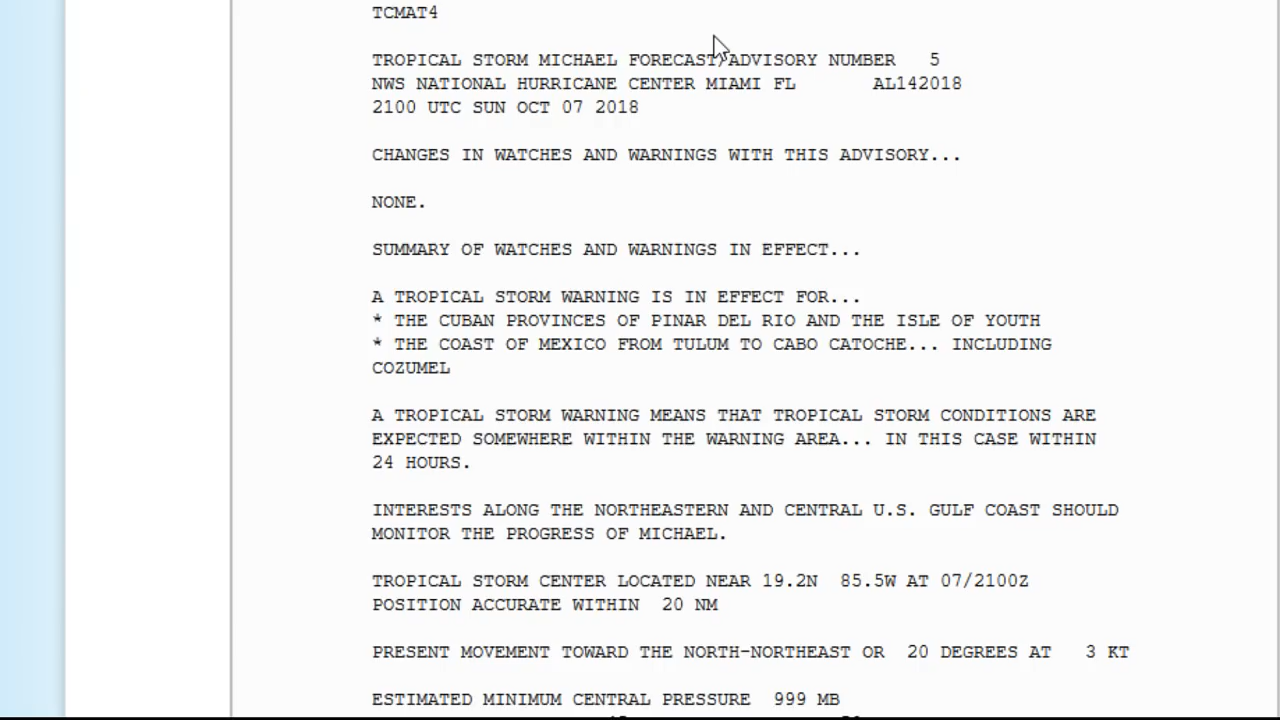 TCMAT4
TROPICAL STORM MICHAEL FORECAST/ADVISORY NUMBER 5
NWS NATIONAL HURRICANE CENTER MIAMI FL AL142018
2100 UTC SUN OCT 07 2018
CHANGES IN WATCHES AND WARNINGS WITH THIS ADVISORY...
NONE.
SUMMARY OF WATCHES AND WARNINGS IN EFFECT...
A TROPICAL STORM WARNING IS IN EFFECT FOR...
* THE CUBAN PROVINCES OF PINAR DEL RIO AND THE ISLE OF YOUTH
* THE COAST OF MEXICO FROM TULUM TO CABO CATOCHE... INCLUDING
COZUMEL
A TROPICAL STORM WARNING MEANS THAT TROPICAL STORM CONDITIONS ARE
EXPECTED SOMEWHERE WITHIN THE WARNING AREA... IN THIS CASE WITHIN
24 HOURS.
INTERESTS ALONG THE NORTHEASTERN AND CENTRAL U.S. GULF COAST SHOULD
MONITOR THE PROGRESS OF MICHAEL.
TROPICAL STORM CENTER LOCATED NEAR 19.2N 85.5W AT 07/2100Z
POSITION ACCURATE WITHIN 20 NM
PRESENT MOVEMENT TOWARD THE NORTH-NORTHEAST OR 20 DEGREES AT 3 KT
ESTIMATED MINIMUM CENTRAL PRESSURE 999 MB